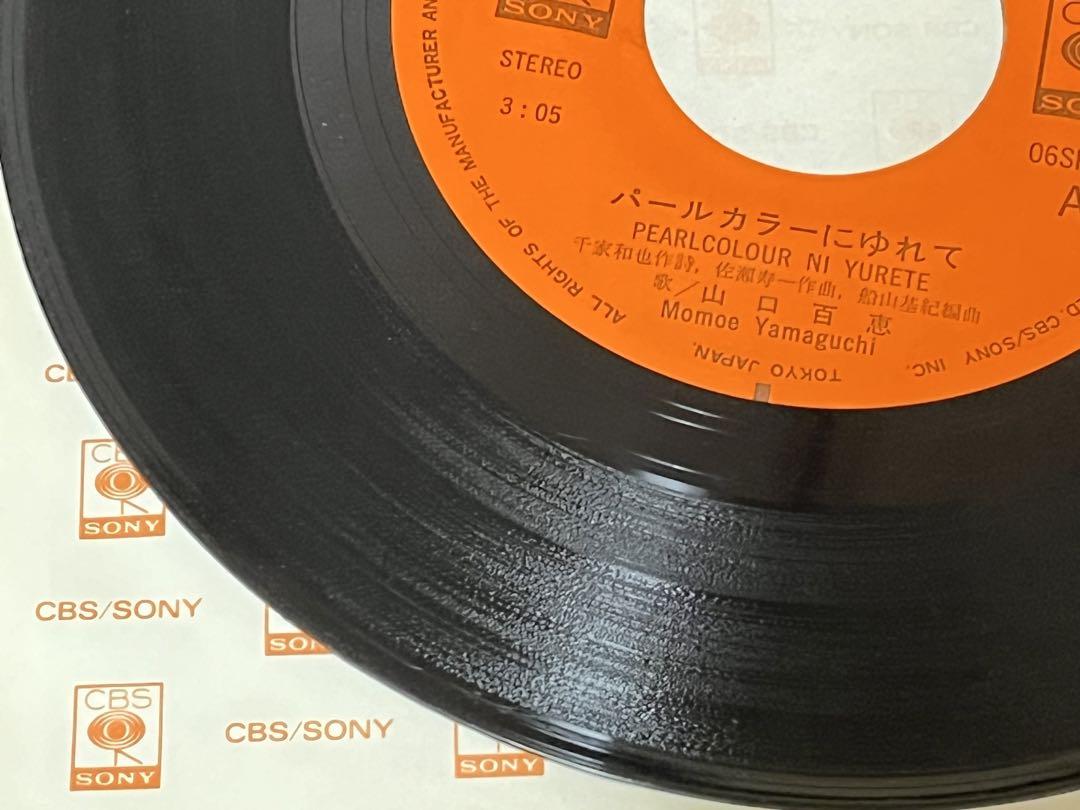 SONY
STEREO
3:05
C
SO
06S
A
パールカラーにゆれて
PEARLCOLOUR NI YURETE
千家和也作詩, 佐瀬寿一作曲, 船山基紀編曲
歌/山口百恵
Momoe Yamaguchi
MANUFACTURER AN
ALL RIGHTS OF THE
D. CBS/SONY INC. TOKYO JAPAN.
CBS/SONY
CBS
SONY
CBS/SONY
SON
CBS
SONY
CBS/SONY
SONY